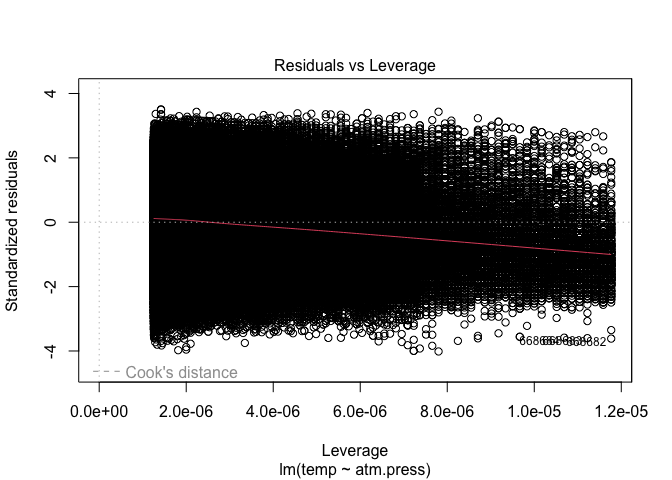 Residuals vs Leverage
Standardized residuals
4
2
0
-2
-4
Cook's distance
0.0e+00 2.0e-06 4.0e-06 6.0e-06 8.0e-06 1.0e-05 1.2e-05
Leverage
lm(temp ~ atm.press)